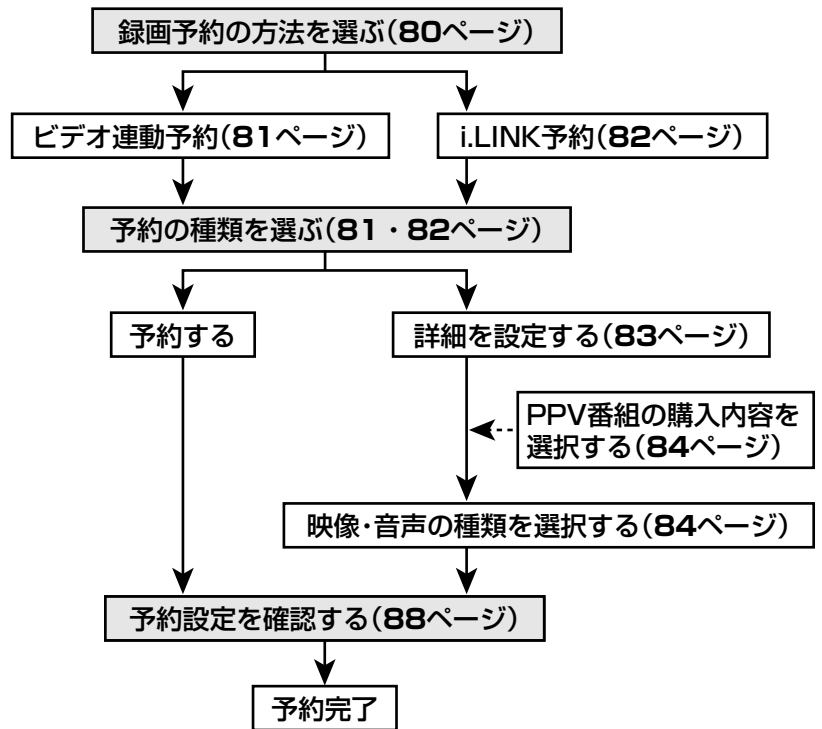 録画予約の方法を選ぶ(80ページ)
ビデオ連動予約(81ページ)
i.LINK予約(82ページ)
予約の種類を選ぶ(81・82ページ)
予約する
詳細を設定する(83ページ)
PPV番組の購入内容を
選択する(84ページ)
映像・音声の種類を選択する(84ページ)
予約設定を確認する(88ページ)
予約完了